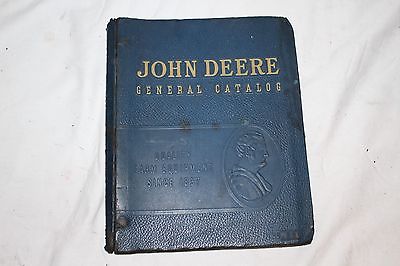 JOHN DEERE
GENERAL CATALOG
QUALITY
FARM EQUIPMENT
SINCE 1837